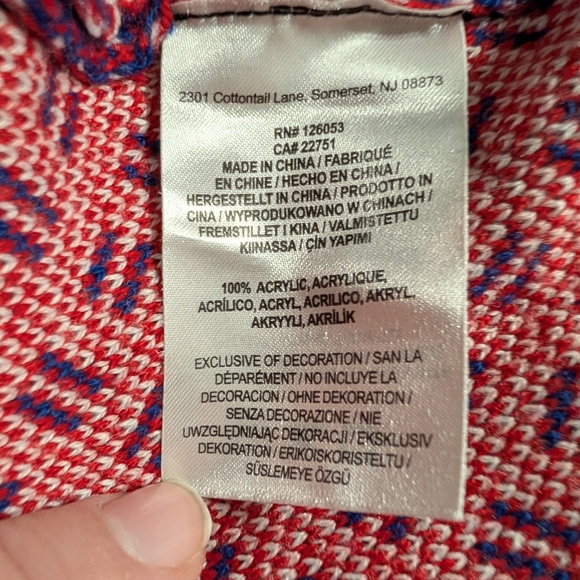 2301 Cottontail Lane, Somerset, NJ 08873
RN# 126053
CA# 22751
MADE IN CHINA / FABRIQUÉ
EN CHINE / HECHO EN CHINA /
HERGESTELLT IN CHINA / PRODOTTO IN
CINA / WYPRODUKOWANO W CHINACH /
FREMSTILLET I KINA / VALMISTETTU
KIINASSA / ÇİN YAPIMI
100% ACRYLIC, ACRYLIQUE,
ACRÍLICO, ACRYL, ACRILICO, AKRYL.
AKRYYLI, AKRİLİK
EXCLUSIVE OF DECORATION / SAN LA
DÉPARÉMENT / NO INCLUYE LA
DECORACION / OHNE DEKORATION /
SENZA DECORAZIONE / NIE
UWZGLĘDNIAJĄC DEKORACJI / EKSKLUSIV
DEKORATION / ERIKOISKORISTELTU /
SÜSLEMEYE ÖZGÜ